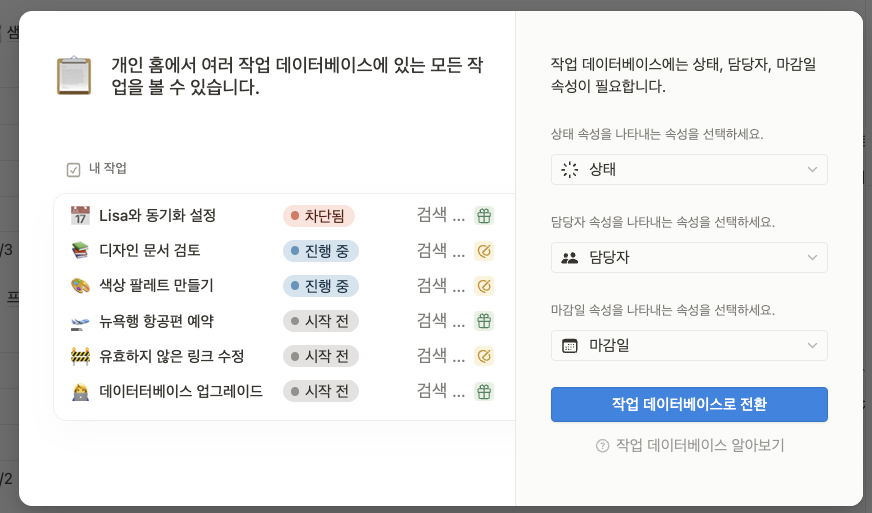 샘
개인 홈에서 여러 작업 데이터베이스에 있는 모든 작
업을 볼 수 있습니다.
내 작업
17
Lisa와 동기화 설정 차단됨 검색 ...
디자인 문서 검토 진행 중 검색 ...
색상 팔레트 만들기 진행 중 검색 ...
뉴욕행 항공편 예약 시작 전 검색 ...
유효하지 않은 링크 수정 시작 전 검색 ...
데이터터베이스 업그레이드 시작 전 검색 ...
/3
프
/2
작업 데이터베이스에는 상태, 담당자, 마감일
속성이 필요합니다.
상태 속성을 나타내는 속성을 선택하세요.
상태
담당자 속성을 나타내는 속성을 선택하세요.
담당자
마감일 속성을 나타내는 속성을 선택하세요.
마감일
작업 데이터베이스로 전환
작업 데이터베이스 알아보기